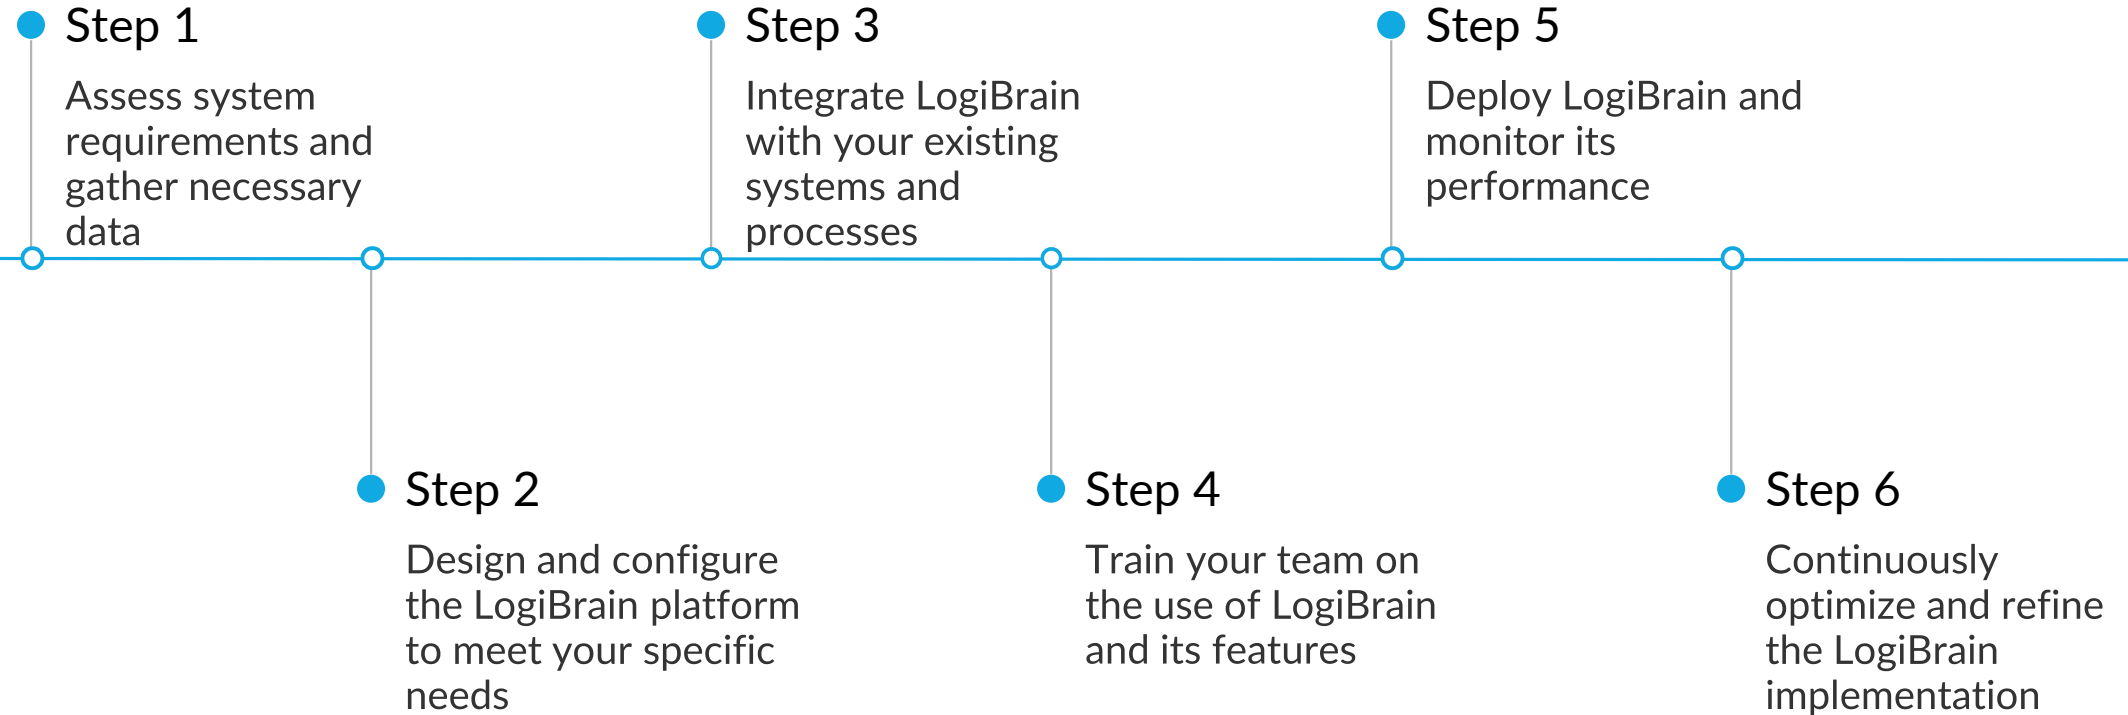 Step 1
Assess system
requirements and
gather necessary
data
Step 2
Design and configure
the LogiBrain platform
to meet your specific
needs
Step 3
Integrate LogiBrain
with your existing
systems and
processes
Step 4
Train your team on
the use of LogiBrain
and its features
Step 5
Deploy LogiBrain and
monitor its
performance
Step 6
Continuously
optimize and refine
the LogiBrain
implementation